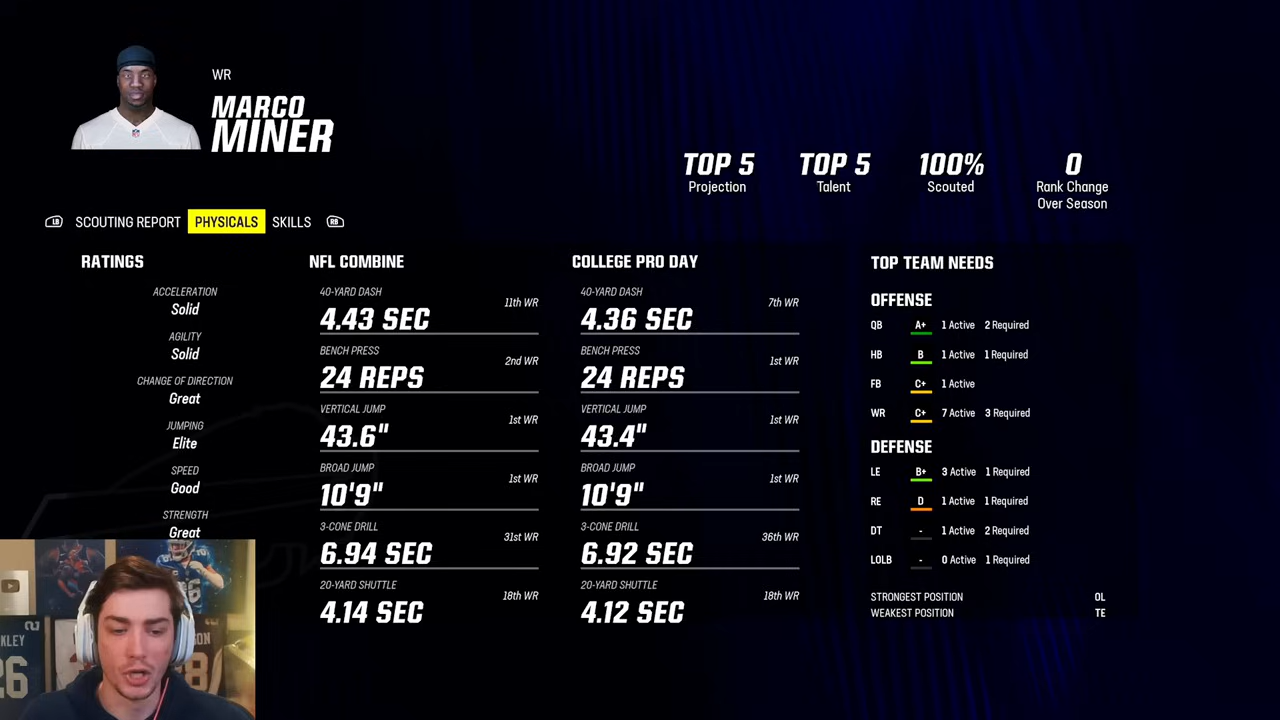 WR
MARCO
MINER
TOP 5
Projection
TOP 5
Talent
100%
Scouted
0
Rank Change
Over Season
LB SCOUTING REPORT PHYSICALS SKILLS RB
RATINGS
ACCELERATION
Solid
AGILITY
Solid
CHANGE OF DIRECTION
Great
JUMPING
Elite
SPEED
Good
STRENGTH
Great
NFL COMBINE
40-YARD DASH
4.43 SEC 11th WR
BENCH PRESS
24 REPS 2nd WR
VERTICAL JUMP
43.6" 1st WR
BROAD JUMP
10'9" 1st WR
3-CONE DRILL
6.94 SEC 31st WR
20-YARD SHUTTLE
4.14 SEC 18th WR
COLLEGE PRO DAY
40-YARD DASH
4.36 SEC 7th WR
BENCH PRESS
24 REPS 1st WR
VERTICAL JUMP
43.4" 1st WR
BROAD JUMP
10'9" 1st WR
3-CONE DRILL
6.92 SEC 36th WR
20-YARD SHUTTLE
4.12 SEC 18th WR
TOP TEAM NEEDS
OFFENSE
QB A+ 1 Active 2 Required
HB B 1 Active 1 Required
FB C+ 1 Active
WR C+ 7 Active 3 Required
DEFENSE
LE B+ 3 Active 1 Required
RE D 1 Active 1 Required
DT - 1 Active 2 Required
LOLB - 0 Active 1 Required
STRONGEST POSITION OL
WEAKEST POSITION TE
KLEY
26
SON
8